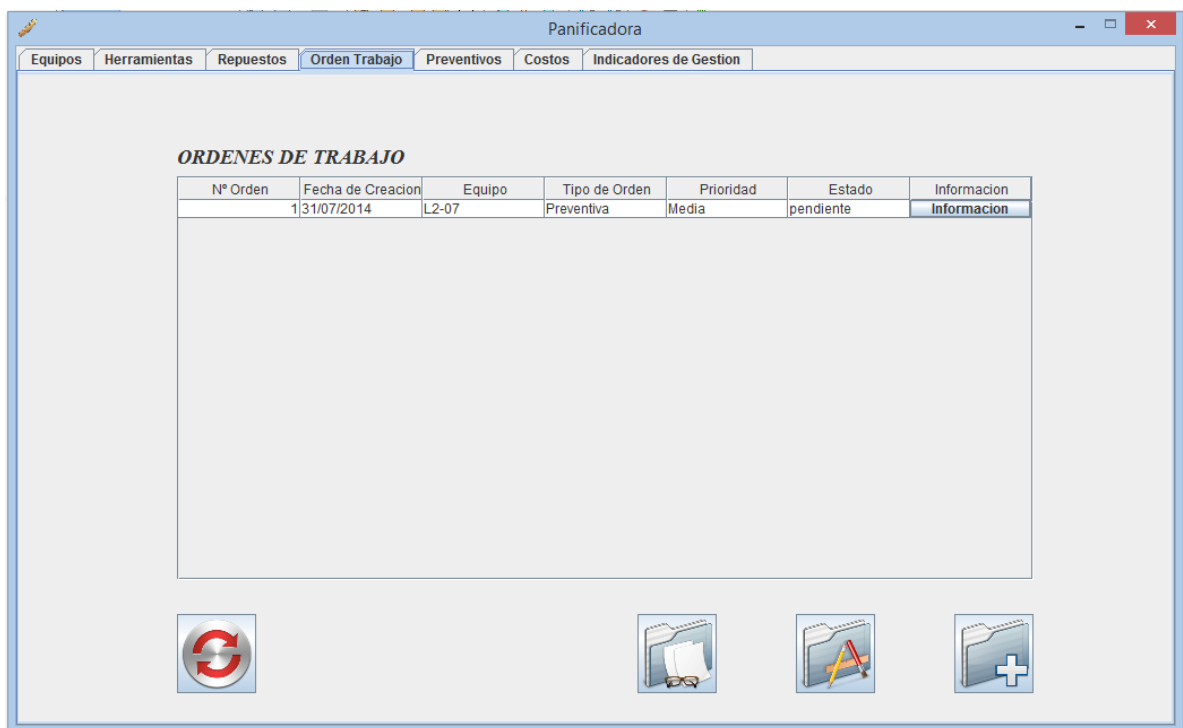 Panificadora
Equipos Herramientas Repuestos Orden Trabajo Preventivos Costos Indicadores de Gestion
ORDENES DE TRABAJO
Nº Orden Fecha de Creacion Equipo Tipo de Orden Prioridad Estado Informacion
1 31/07/2014 L2-07 Preventiva Media pendiente Informacion